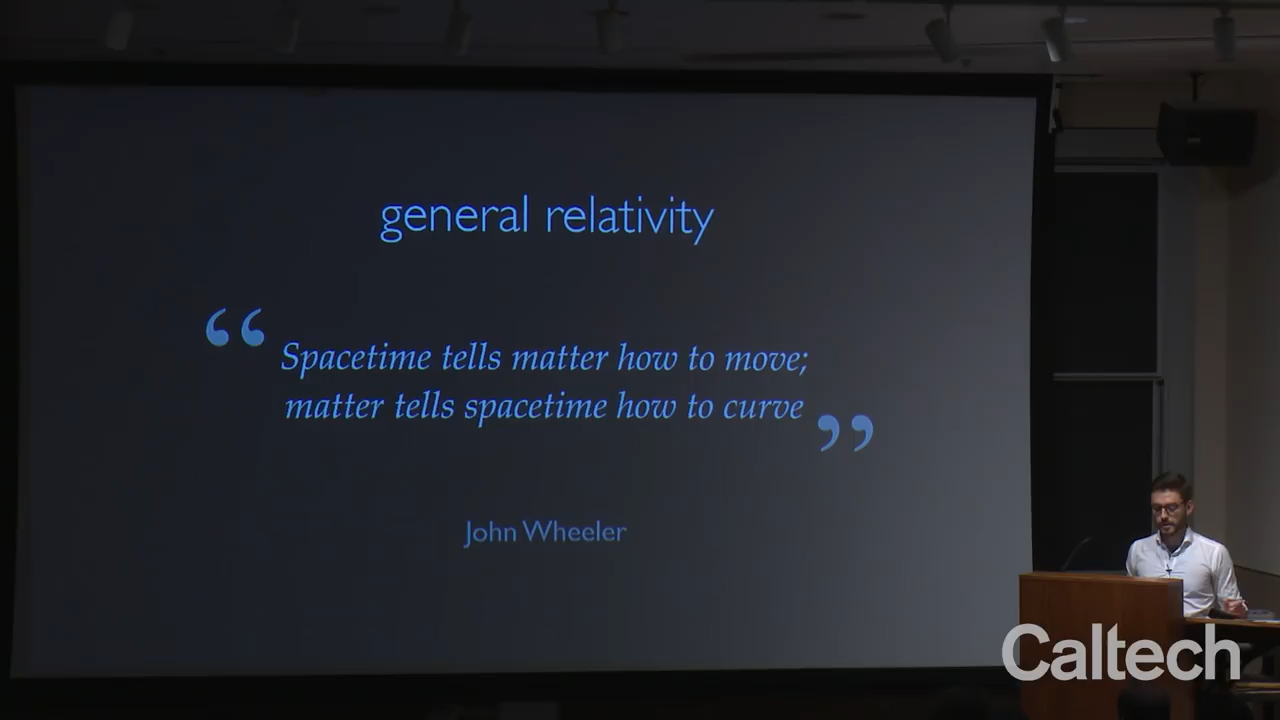 general relativity
“Spacetime tells matter how to move;
matter tells spacetime how to curve”
John Wheeler
Caltech